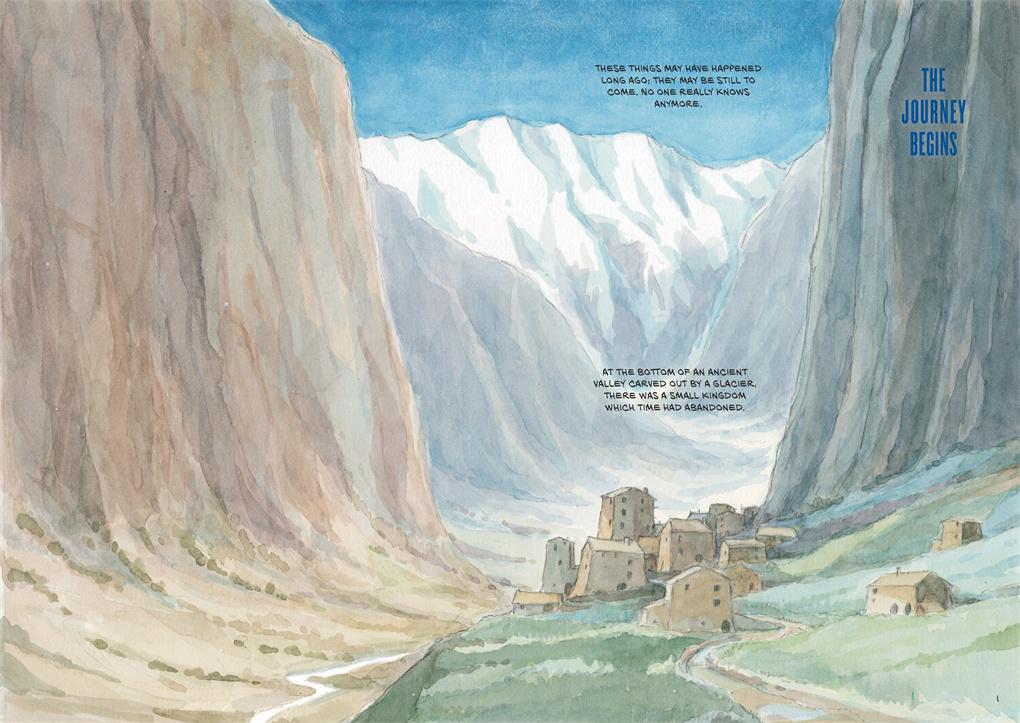 THESE THINGS MAY HAVE HAPPENED
LONG AGO; THEY MAY BE STILL TO
COME. NO ONE REALLY KNOWS
ANYMORE.
THE
JOURNEY
BEGINS
AT THE BOTTOM OF AN ANCIENT
VALLEY CARVED OUT BY A GLACIER,
THERE WAS A SMALL KINGDOM
WHICH TIME HAD ABANDONED.
1